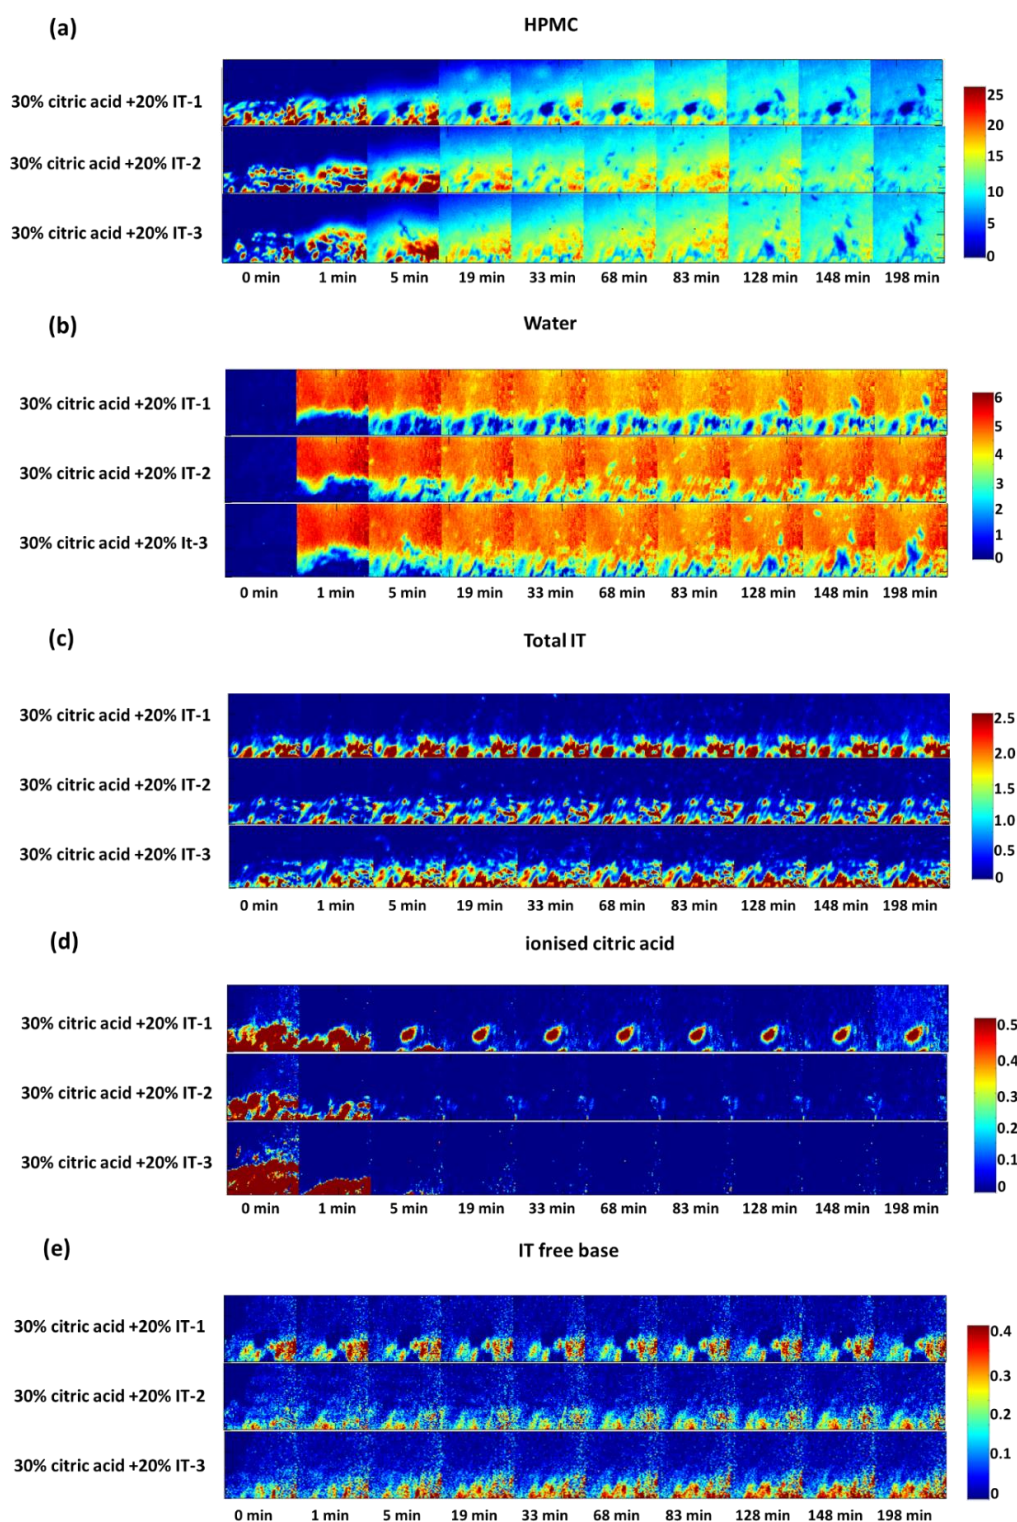 (a)
HPMC
30% citric acid +20% IT-1
30% citric acid +20% IT-2
30% citric acid +20% IT-3
25
20
15
10
5
0
0 min 1 min 5 min 19 min 33 min 68 min 83 min 128 min 148 min 198 min
(b)
Water
30% citric acid +20% IT-1
30% citric acid +20% IT-2
30% citric acid +20% It-3
6
5
4
3
2
1
0
0 min 1 min 5 min 19 min 33 min 68 min 83 min 128 min 148 min 198 min
(c)
Total IT
30% citric acid +20% IT-1
30% citric acid +20% IT-2
30% citric acid +20% IT-3
2.5
2.0
1.5
1.0
0.5
0
0 min 1 min 5 min 19 min 33 min 68 min 83 min 128 min 148 min 198 min
(d)
ionised citric acid
30% citric acid +20% IT-1
30% citric acid +20% IT-2
30% citric acid +20% IT-3
0.5
0.4
0.3
0.2
0.1
0
0 min 1 min 5 min 19 min 33 min 68 min 83 min 128 min 148 min 198 min
(e)
IT free base
30% citric acid +20% IT-1
30% citric acid +20% IT-2
30% citric acid +20% IT-3
0.4
0.3
0.2
0.1
0
0 min 1 min 5 min 19 min 33 min 68 min 83 min 128 min 148 min 198 min